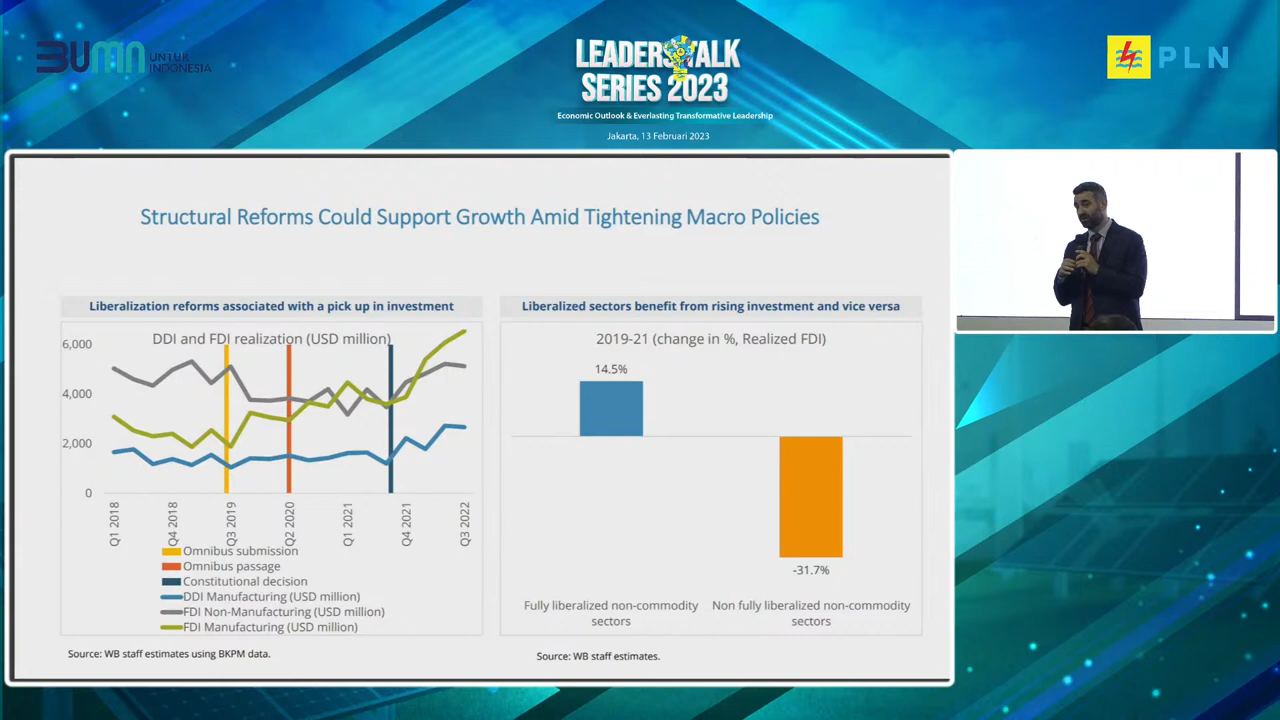 BUMN UNTUK
INDONESIA
LEADERS TALK
SERIES 2023
Economic Outlook & Everlasting Transformative Leadership
Jakarta, 13 Februari 2023
PLN
Structural Reforms Could Support Growth Amid Tightening Macro Policies
Liberalization reforms associated with a pick up in investment
DDI and FDI realization (USD million)
6,000
4,000
2,000
0
Q1 2018
Q4 2018
Q3 2019
Q2 2020
Q1 2021
Q4 2021
Q3 2022
Omnibus submission
Omnibus passage
Constitutional decision
DDI Manufacturing (USD million)
FDI Non-Manufacturing (USD million)
FDI Manufacturing (USD million)
Source: WB staff estimates using BKPM data.
Liberalized sectors benefit from rising investment and vice versa
2019-21 (change in %, Realized FDI)
14.5%
-31.7%
Fully liberalized non-commodity
sectors
Non fully liberalized non-commodity
sectors
Source: WB staff estimates.